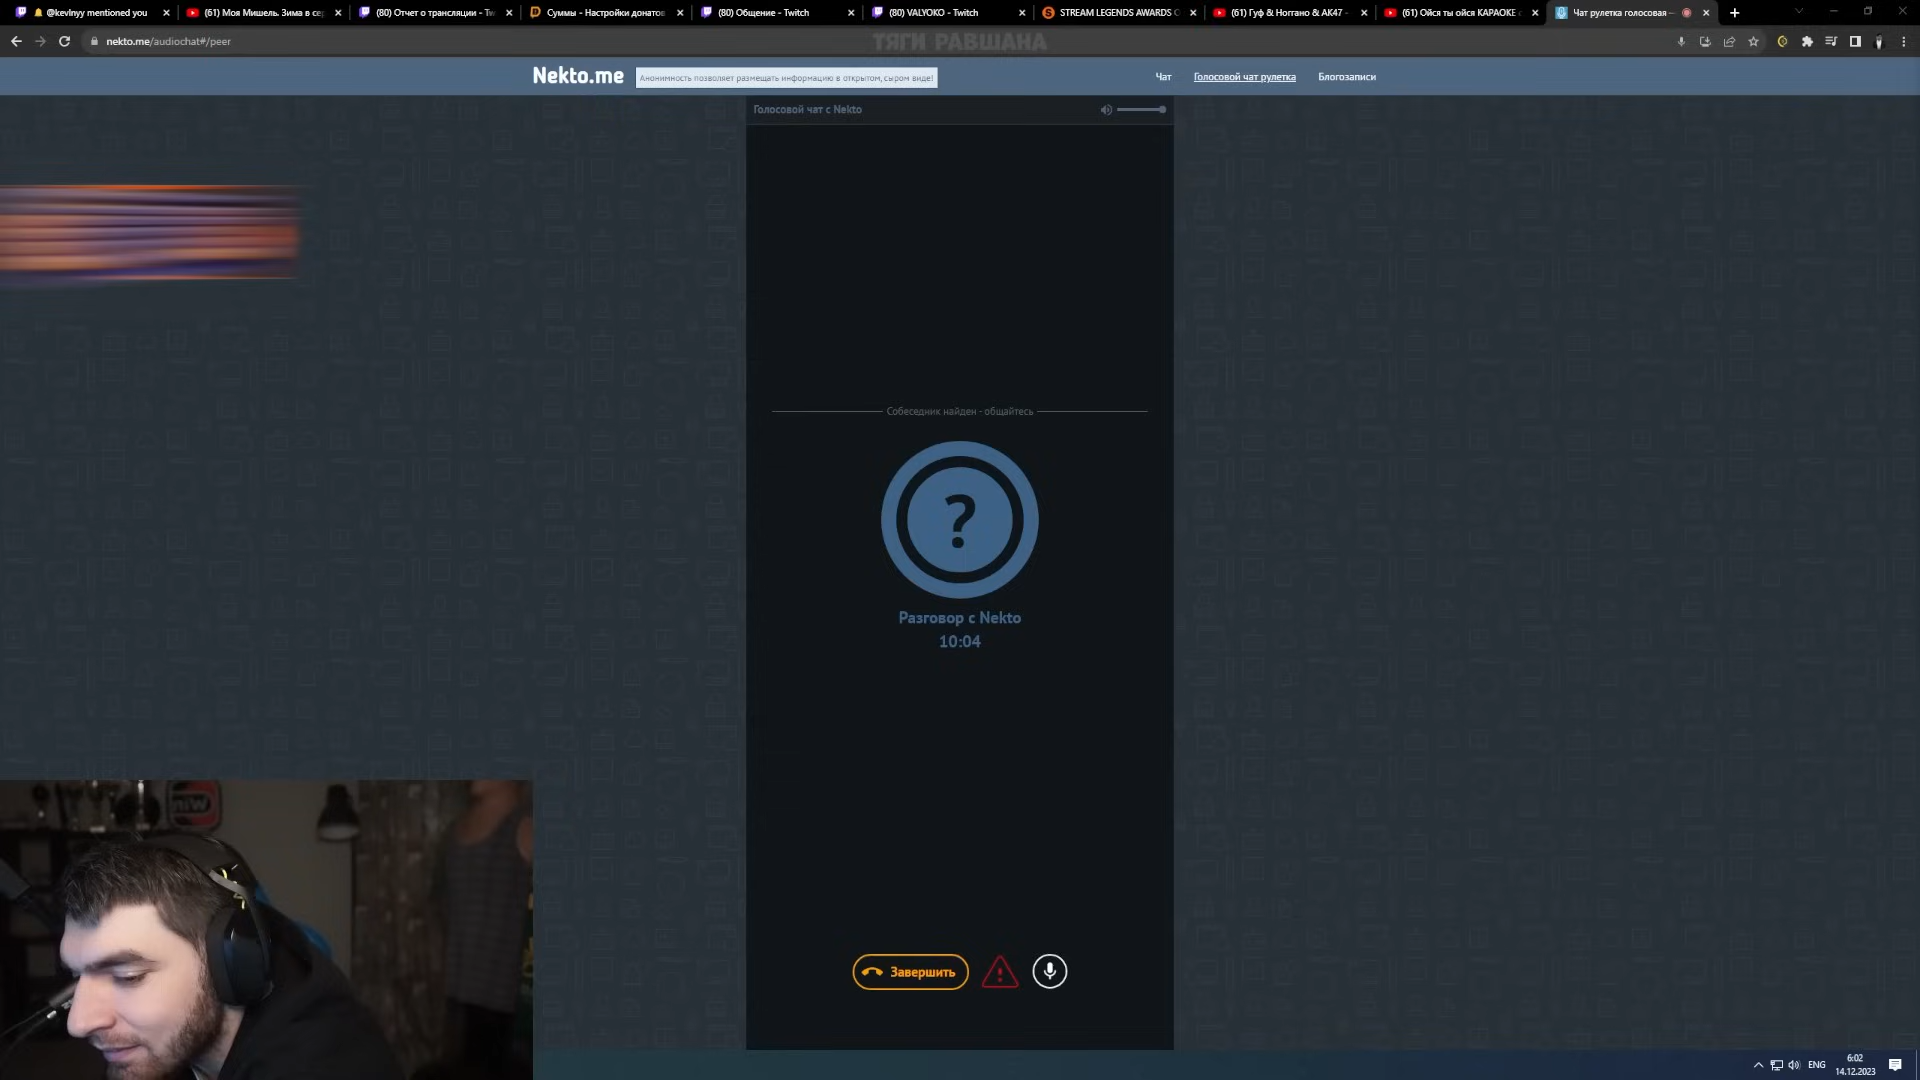 @kevlnyy mentioned you
(61) Моя Мишель. Зима в се
(80) Отчет о трансляции - Tw
Суммы - Настройки донатов
(80) Общение - Twitch
(80) VALYOKO - Twitch
STREAM LEGENDS AWARDS
(61) Гуф & Ноггано & АК47 -
(61) Ойся ты ойся КАРАОКЕ
Чат рулетка голосовая —
nekto.me/audiochat#/peer
ТЯГИ РАВШАНА
Nekto.me
Анонимность позволяет размещать информацию в открытом, сыром виде!
Чат
Голосовой чат рулетка
Блогозаписи
Голосовой чат с Nekto
Собеседник найден - общайтесь
?
Разговор с Nekto
10:04
Завершить
ENG
6:02
14.12.2023